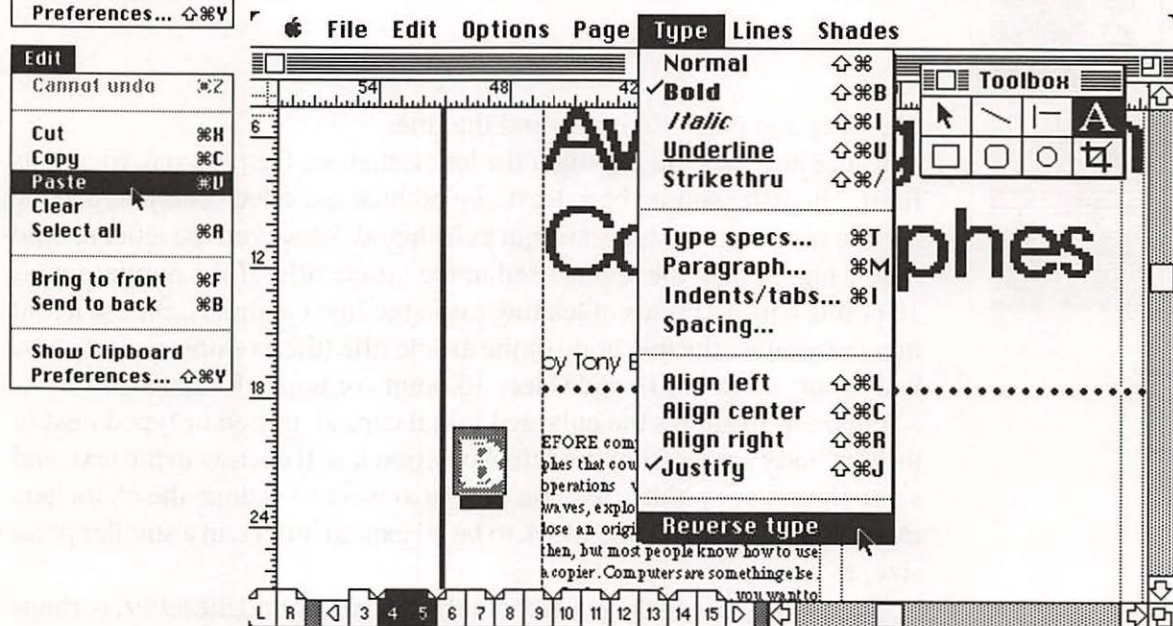 Preferences... ⇧⌘Y
Edit
Cannot undo ⌘Z
Cut ⌘X
Copy ⌘C
Paste ⌘V
Clear
Select all ⌘A
Bring to front ⌘F
Send to back ⌘B
Show Clipboard
Preferences... ⇧⌘Y
File Edit Options Page Type Lines Shades
54 48 42
6
12
18
24
Normal ⇧⌘
✓Bold ⇧⌘B
Italic ⇧⌘I
Underline ⇧⌘U
Strikethru ⇧⌘/
Type specs... ⌘T
Paragraph... ⌘M
Indents/tabs... ⌘I
Spacing...
Align left ⇧⌘L
Align center ⇧⌘C
Align right ⇧⌘R
✓Justify ⇧⌘J
Reverse type
Toolbox
A
phes
by Tony
B
EFORE com
phes that cou
operations
waves, explo
lose an origi
then, but most people know how to use
a copier. Computers are something else.
you want to
L R 1 2 3 4 5 6 7 8 9 10 11 12 13 14 15